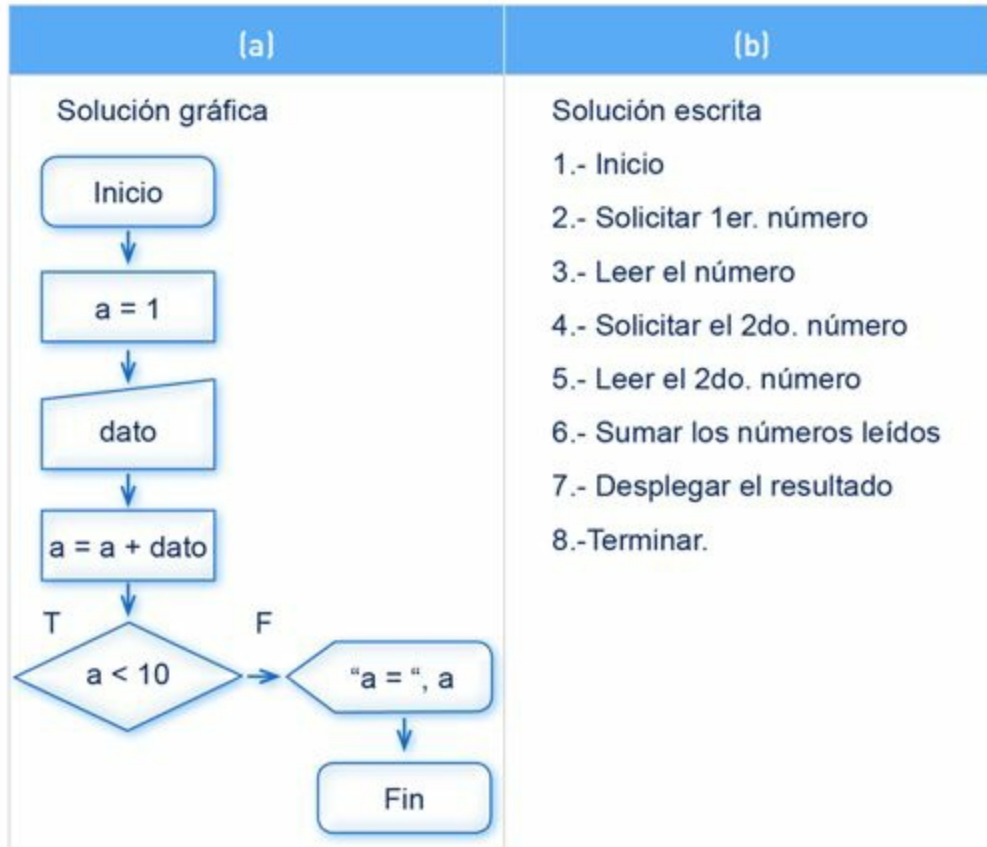 (a)
Solución gráfica
Inicio
a = 1
dato
a = a + dato
T
F
a < 10
“a = “, a
Fin
(b)
Solución escrita
1.- Inicio
2.- Solicitar 1er. número
3.- Leer el número
4.- Solicitar el 2do. número
5.- Leer el 2do. número
6.- Sumar los números leídos
7.- Desplegar el resultado
8.-Terminar.